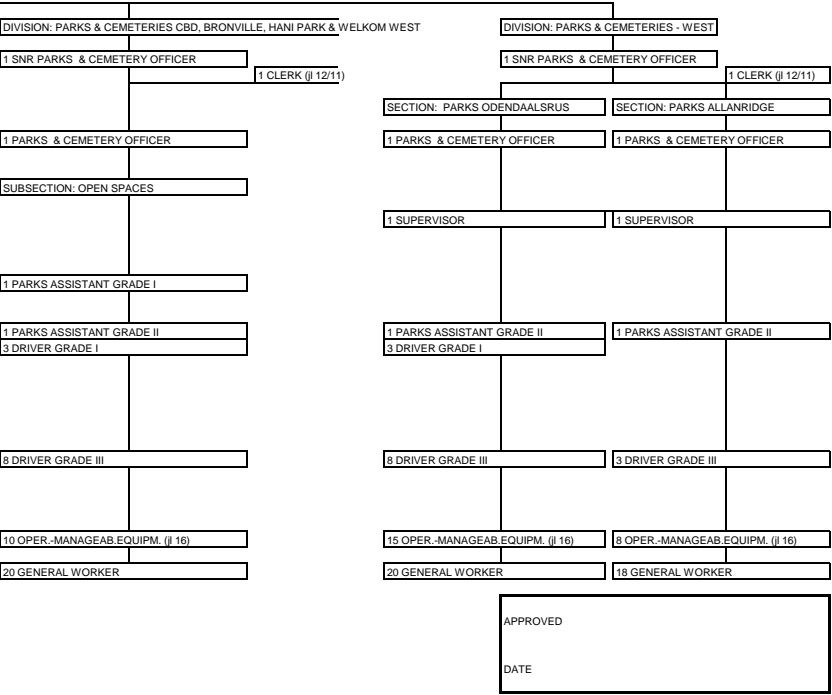 DIVISION: PARKS & CEMETERIES CBD, BRONVILLE, HANI PARK & WELKOM WEST
DIVISION: PARKS & CEMETERIES - WEST
1 SNR PARKS & CEMETERY OFFICER
1 SNR PARKS & CEMETERY OFFICER
1 CLERK (jl 12/11)
1 CLERK (jl 12/11)
SECTION: PARKS ODENDAALSRUS
SECTION: PARKS ALLANRIDGE
1 PARKS & CEMETERY OFFICER
1 PARKS & CEMETERY OFFICER
1 PARKS & CEMETERY OFFICER
SUBSECTION: OPEN SPACES
1 SUPERVISOR
1 SUPERVISOR
1 PARKS ASSISTANT GRADE I
1 PARKS ASSISTANT GRADE II
1 PARKS ASSISTANT GRADE II
1 PARKS ASSISTANT GRADE II
3 DRIVER GRADE I
3 DRIVER GRADE I
8 DRIVER GRADE III
8 DRIVER GRADE III
3 DRIVER GRADE III
10 OPER.-MANAGEAB.EQUIPM. (jl 16)
15 OPER.-MANAGEAB.EQUIPM. (jl 16)
8 OPER.-MANAGEAB.EQUIPM. (jl 16)
20 GENERAL WORKER
20 GENERAL WORKER
18 GENERAL WORKER
APPROVED
DATE